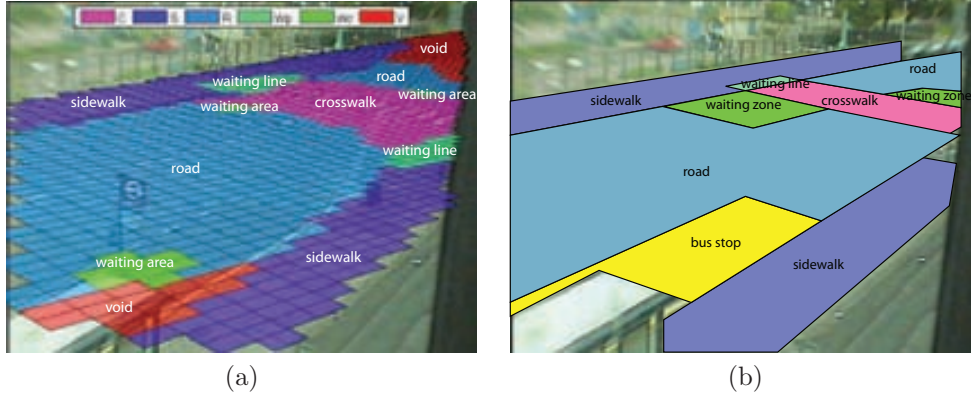 void
road
waiting line
sidewalk
waiting area
crosswalk
waiting area
waiting line
road
sidewalk
waiting area
void
(a)
road
waiting line
sidewalk
waiting zone
crosswalk
waiting zone
road
bus stop
sidewalk
(b)